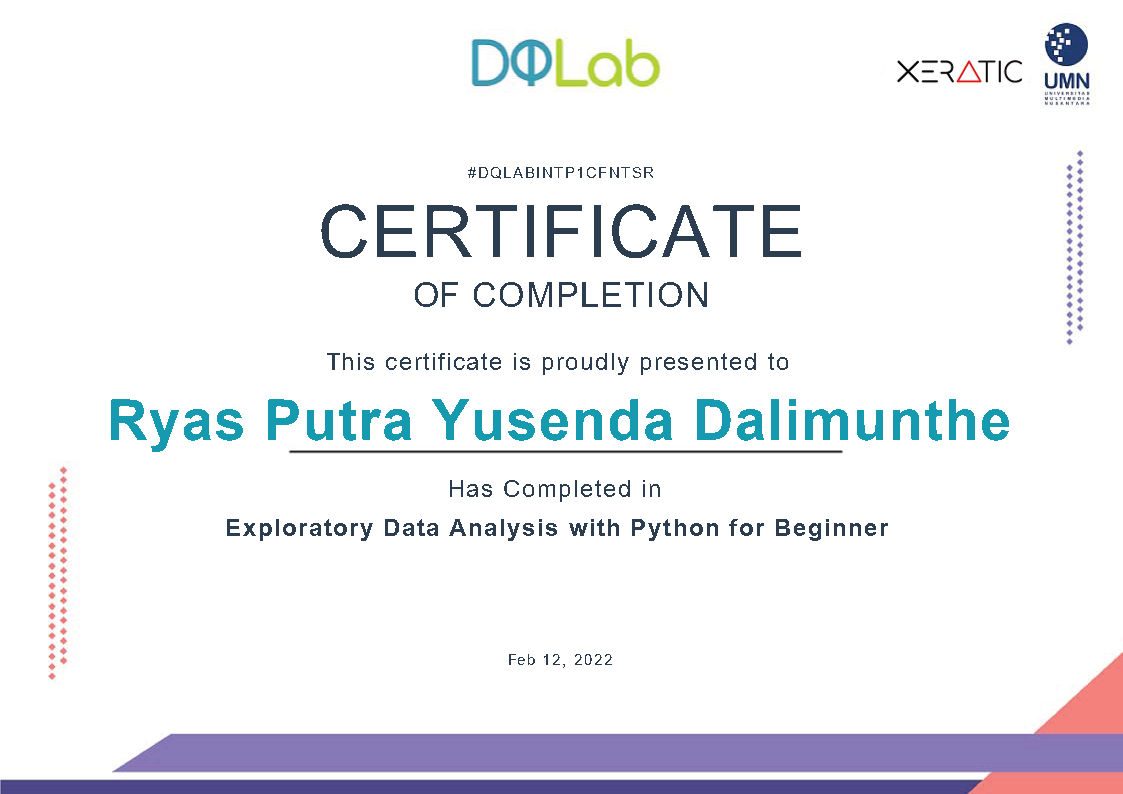 DQLab
XERATIC
UMN
UNIVERSITAS
MULTIMEDIA
NUSANTARA
#DQLABINTP1CFNTSR
CERTIFICATE
OF COMPLETION
This certificate is proudly presented to
Ryas Putra Yusenda Dalimunthe
Has Completed in
Exploratory Data Analysis with Python for Beginner
Feb 12, 2022